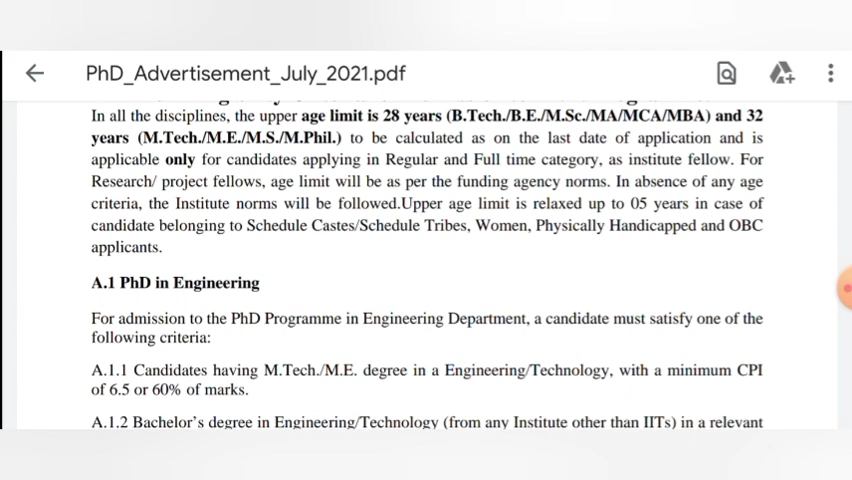 PhD_Advertisement_July_2021.pdf
In all the disciplines, the upper age limit is 28 years (B.Tech./B.E./M.Sc./MA/MCA/MBA) and 32
years (M.Tech./M.E./M.S./M.Phil.) to be calculated as on the last date of application and is
applicable only for candidates applying in Regular and Full time category, as institute fellow. For
Research/ project fellows, age limit will be as per the funding agency norms. In absence of any age
criteria, the Institute norms will be followed.Upper age limit is relaxed up to 05 years in case of
candidate belonging to Schedule Castes/Schedule Tribes, Women, Physically Handicapped and OBC
applicants.
A.1 PhD in Engineering
For admission to the PhD Programme in Engineering Department, a candidate must satisfy one of the
following criteria:
A.1.1 Candidates having M.Tech./M.E. degree in a Engineering/Technology, with a minimum CPI
of 6.5 or 60% of marks.
A.1.2 Bachelor's degree in Engineering/Technology (from any Institute other than IITs) in a relevant